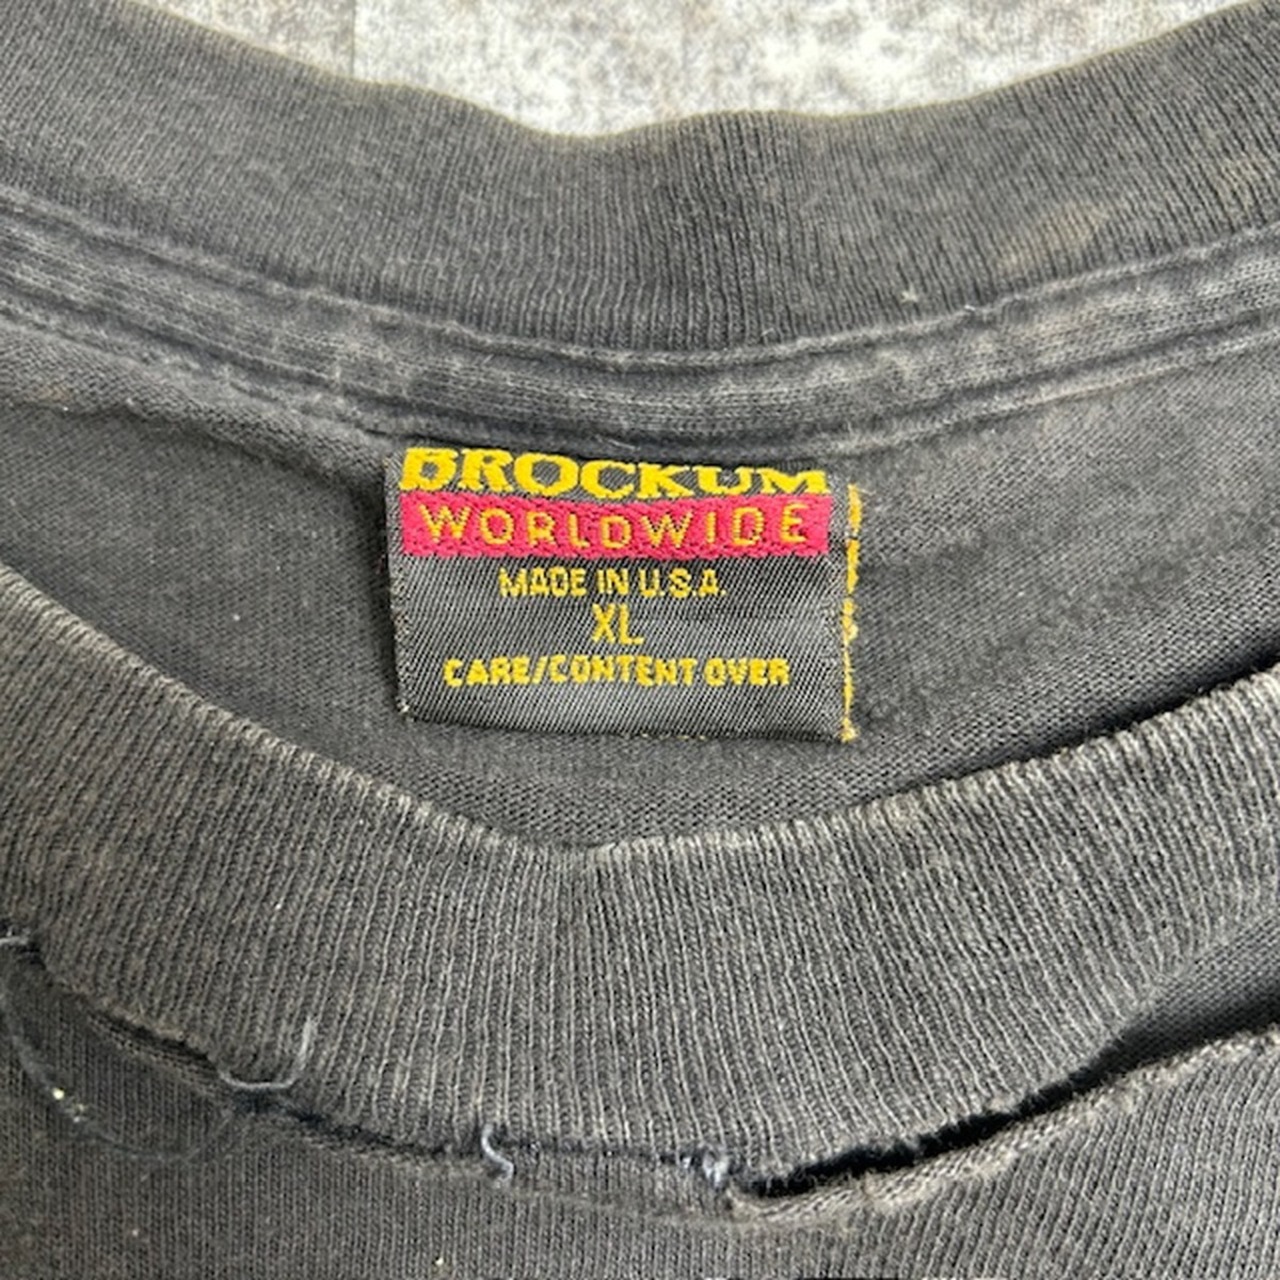 BROCKUM
WORLDWIDE
MADE IN U.S.A.
XL
CARE/CONTENT OVER